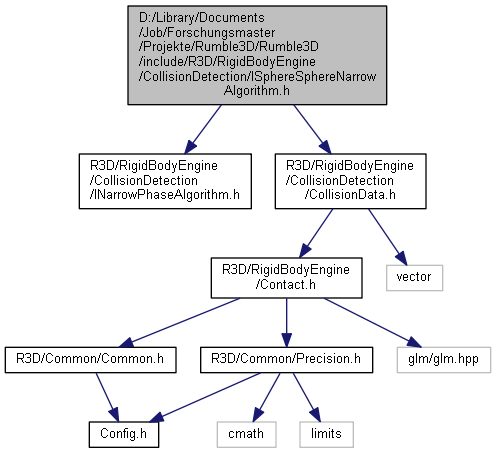 D:/Library/Documents
/Job/Forschungsmaster
/Projekte/Rumble3D/Rumble3D
/include/R3D/RigidBodyEngine
/CollisionDetection/ISphereSphereNarrow
Algorithm.h
R3D/RigidBodyEngine
/CollisionDetection
/INarrowPhaseAlgorithm.h
R3D/RigidBodyEngine
/CollisionDetection
/CollisionData.h
R3D/RigidBodyEngine
/Contact.h
vector
R3D/Common/Common.h
R3D/Common/Precision.h
glm/glm.hpp
Config.h
cmath
limits